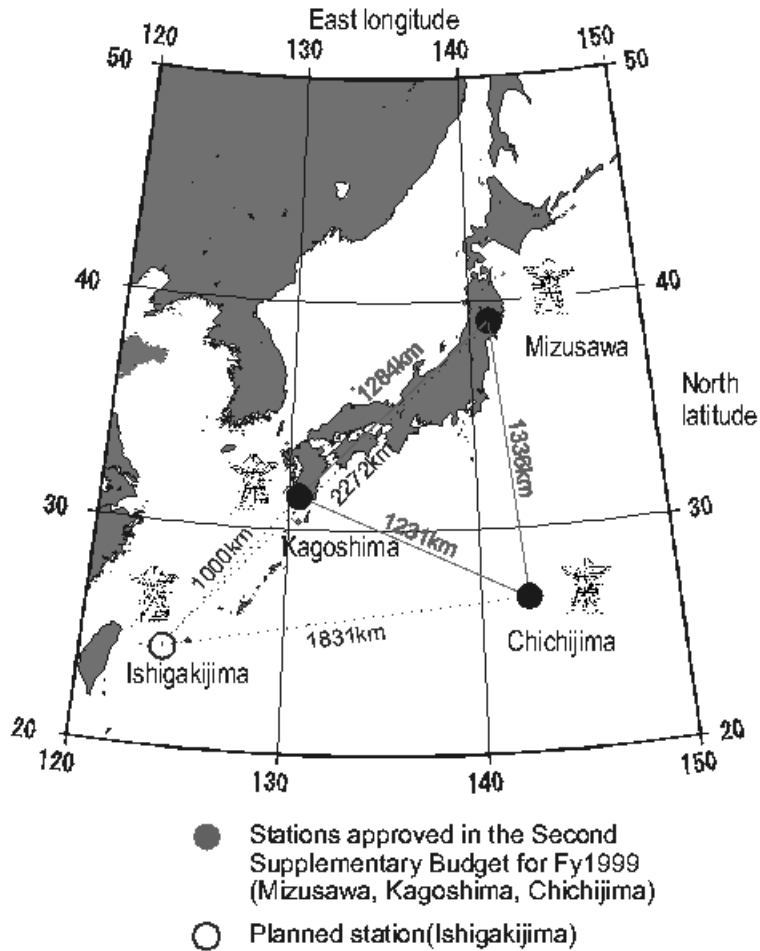 East longitude
120
130
140
150
50
50
40
40
Mizusawa
1284km
North
latitude
2272km
1336km
30
30
Kagoshima
1231km
1000km
Chichijima
1831km
Ishigakijima
20
20
120
130
140
150
Stations approved in the Second
Supplementary Budget for Fy1999
(Mizusawa, Kagoshima, Chichijima)
Planned station(Ishigakijima)